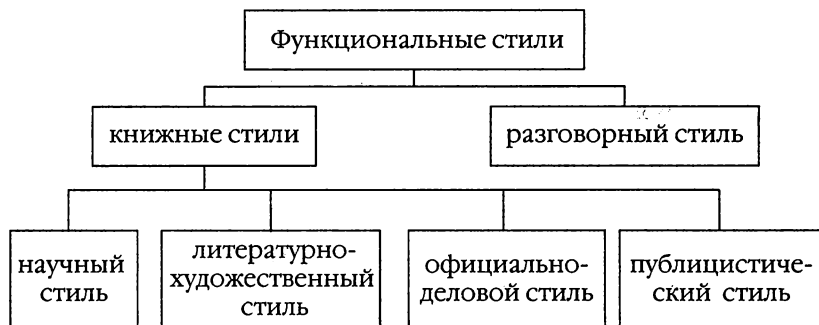 Функциональные стили
книжные стили
разговорный стиль
научный
стиль
литературно-
художественный
стиль
официально-
деловой стиль
публицистиче-
ский стиль